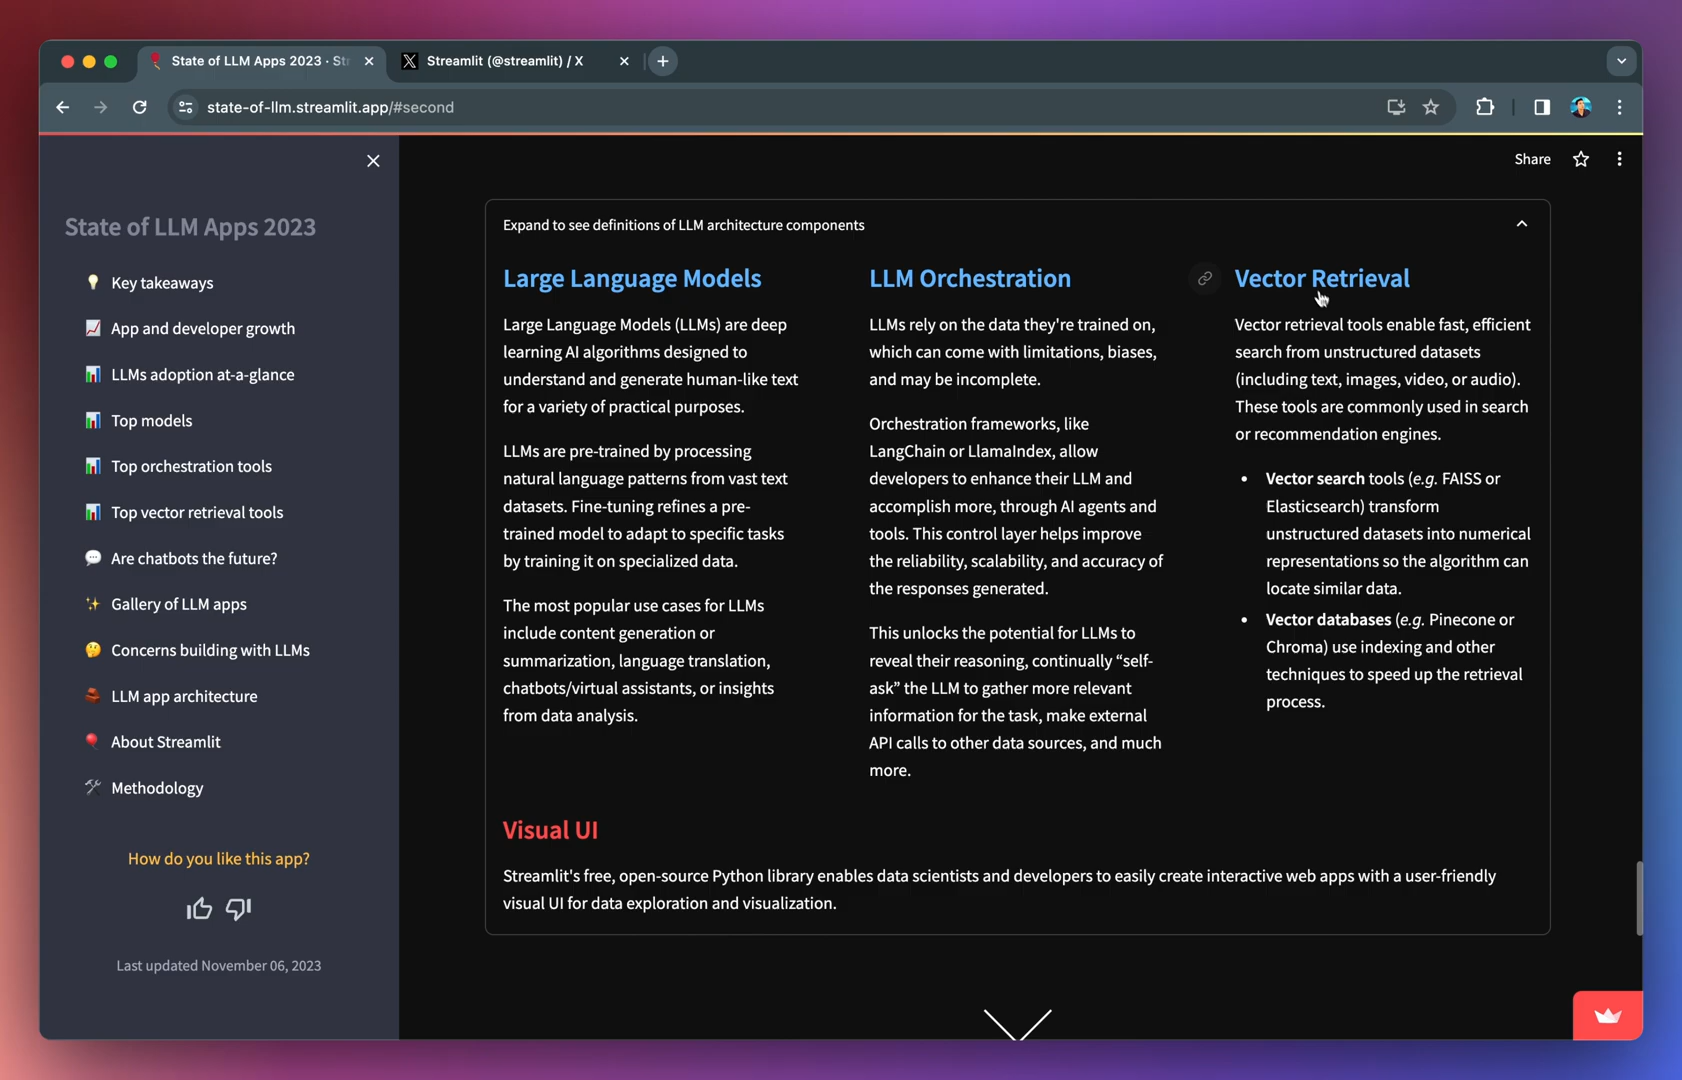 State of LLM Apps 2023 · St
Streamlit (@streamlit) / X
state-of-llm.streamlit.app/#second
Share
State of LLM Apps 2023
Key takeaways
App and developer growth
LLMs adoption at-a-glance
Top models
Top orchestration tools
Top vector retrieval tools
Are chatbots the future?
Gallery of LLM apps
Concerns building with LLMs
LLM app architecture
About Streamlit
Methodology
How do you like this app?
Last updated November 06, 2023
Expand to see definitions of LLM architecture components
Large Language Models
Large Language Models (LLMs) are deep
learning AI algorithms designed to
understand and generate human-like text
for a variety of practical purposes.
LLMs are pre-trained by processing
natural language patterns from vast text
datasets. Fine-tuning refines a pre-
trained model to adapt to specific tasks
by training it on specialized data.
The most popular use cases for LLMs
include content generation or
summarization, language translation,
chatbots/virtual assistants, or insights
from data analysis.
LLM Orchestration
LLMs rely on the data they're trained on,
which can come with limitations, biases,
and may be incomplete.
Orchestration frameworks, like
LangChain or LlamaIndex, allow
developers to enhance their LLM and
accomplish more, through AI agents and
tools. This control layer helps improve
the reliability, scalability, and accuracy of
the responses generated.
This unlocks the potential for LLMs to
reveal their reasoning, continually “self-
ask” the LLM to gather more relevant
information for the task, make external
API calls to other data sources, and much
more.
Vector Retrieval
Vector retrieval tools enable fast, efficient
search from unstructured datasets
(including text, images, video, or audio).
These tools are commonly used in search
or recommendation engines.
• Vector search tools (e.g. FAISS or
Elasticsearch) transform
unstructured datasets into numerical
representations so the algorithm can
locate similar data.
• Vector databases (e.g. Pinecone or
Chroma) use indexing and other
techniques to speed up the retrieval
process.
Visual UI
Streamlit's free, open-source Python library enables data scientists and developers to easily create interactive web apps with a user-friendly
visual UI for data exploration and visualization.